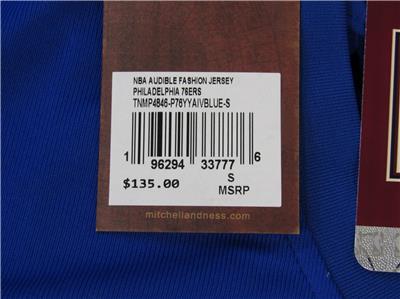 NBA AUDIBLE FASHION JERSEY
PHILADELPHIA 76ERS
TNMP4846-P76YYAIVBLUE-S
1 96294 33777 6
$135.00 S
MSRP
mitchellandness.com